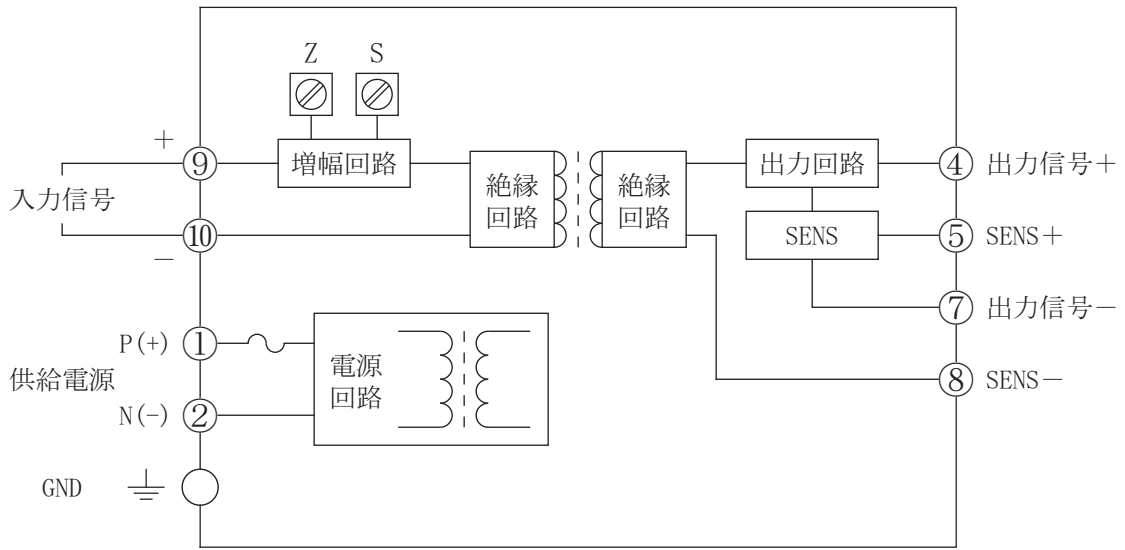 Z
S
+
⑨
増幅回路
入力信号
⑩
−
絶縁
回路
絶縁
回路
出力回路
④
出力信号+
SENS
⑤
SENS+
⑦
出力信号−
⑧
SENS−
P(+)
①
供給電源
N(-)
②
電源
回路
GND